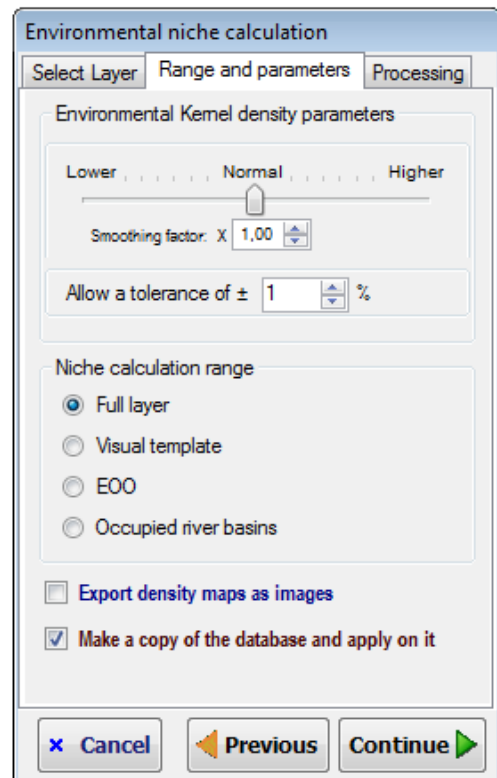 Environmental niche calculation
Select Layer Range and parameters Processing
Environmental Kernel density parameters
Lower Normal Higher
Smoothing factor: X 1,00
Allow a tolerance of ± 1 %
Niche calculation range
Full layer
Visual template
EOO
Occupied river basins
Export density maps as images
Make a copy of the database and apply on it
Cancel Previous Continue